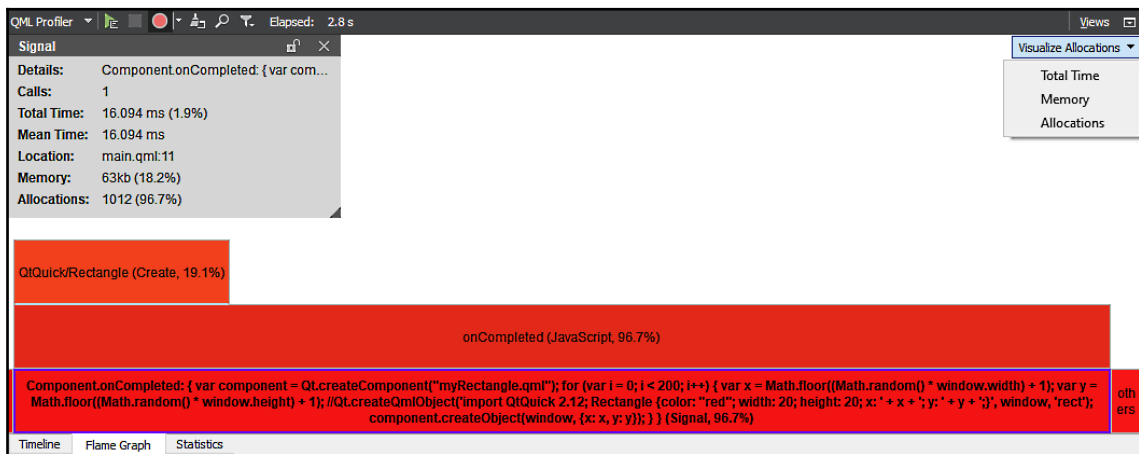 QML Profiler Elapsed: 2.8 s Views
Signal
Visualize Allocations
Total Time
Memory
Allocations
Details: Component.onCompleted: { var com...
Calls: 1
Total Time: 16.094 ms (1.9%)
Mean Time: 16.094 ms
Location: main.qml:11
Memory: 63kb (18.2%)
Allocations: 1012 (96.7%)
QtQuick/Rectangle (Create, 19.1%)
onCompleted (JavaScript, 96.7%)
Component.onCompleted: { var component = Qt.createComponent("myRectangle.qml"); for (var i = 0; i < 200; i++) { var x = Math.floor((Math.random() * window.width) + 1); var y =
Math.floor((Math.random() * window.height) + 1); //Qt.createQmlObject('import QtQuick 2.12; Rectangle {color: "red"; width: 20; height: 20; x: ' + x + '; y: ' + y + ';}', window, 'rect');
component.createObject(window, {x: x, y: y}); } } (Signal, 96.7%)
oth
ers
Timeline Flame Graph Statistics